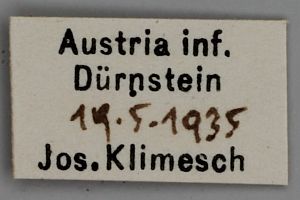 Austria inf.
Dürnstein
19.5.1935
Jos. Klimesch